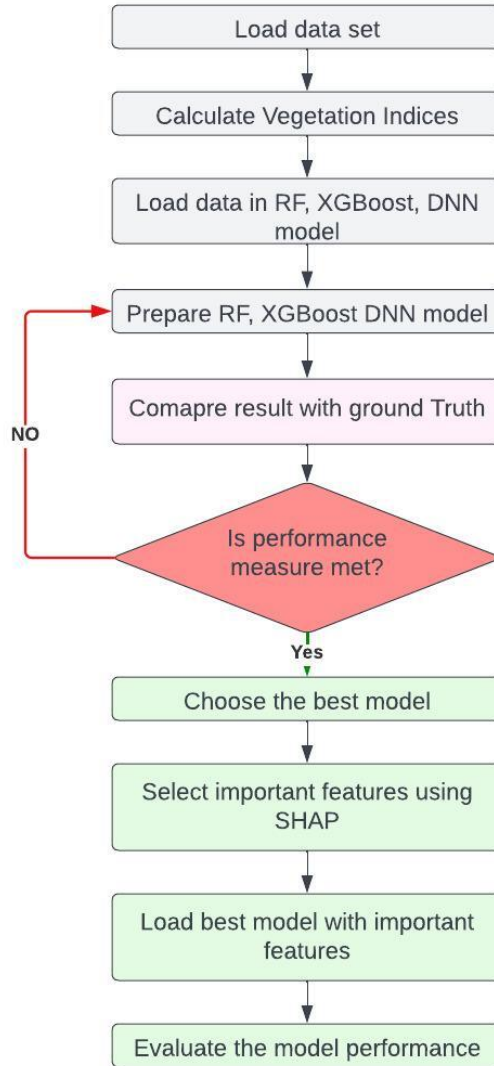 Load data set
Calculate Vegetation Indices
Load data in RF, XGBoost, DNN
model
Prepare RF, XGBoost DNN model
Comapre result with ground Truth
NO
Is performance
measure met?
Yes
Choose the best model
Select important features using
SHAP
Load best model with important
features
Evaluate the model performance